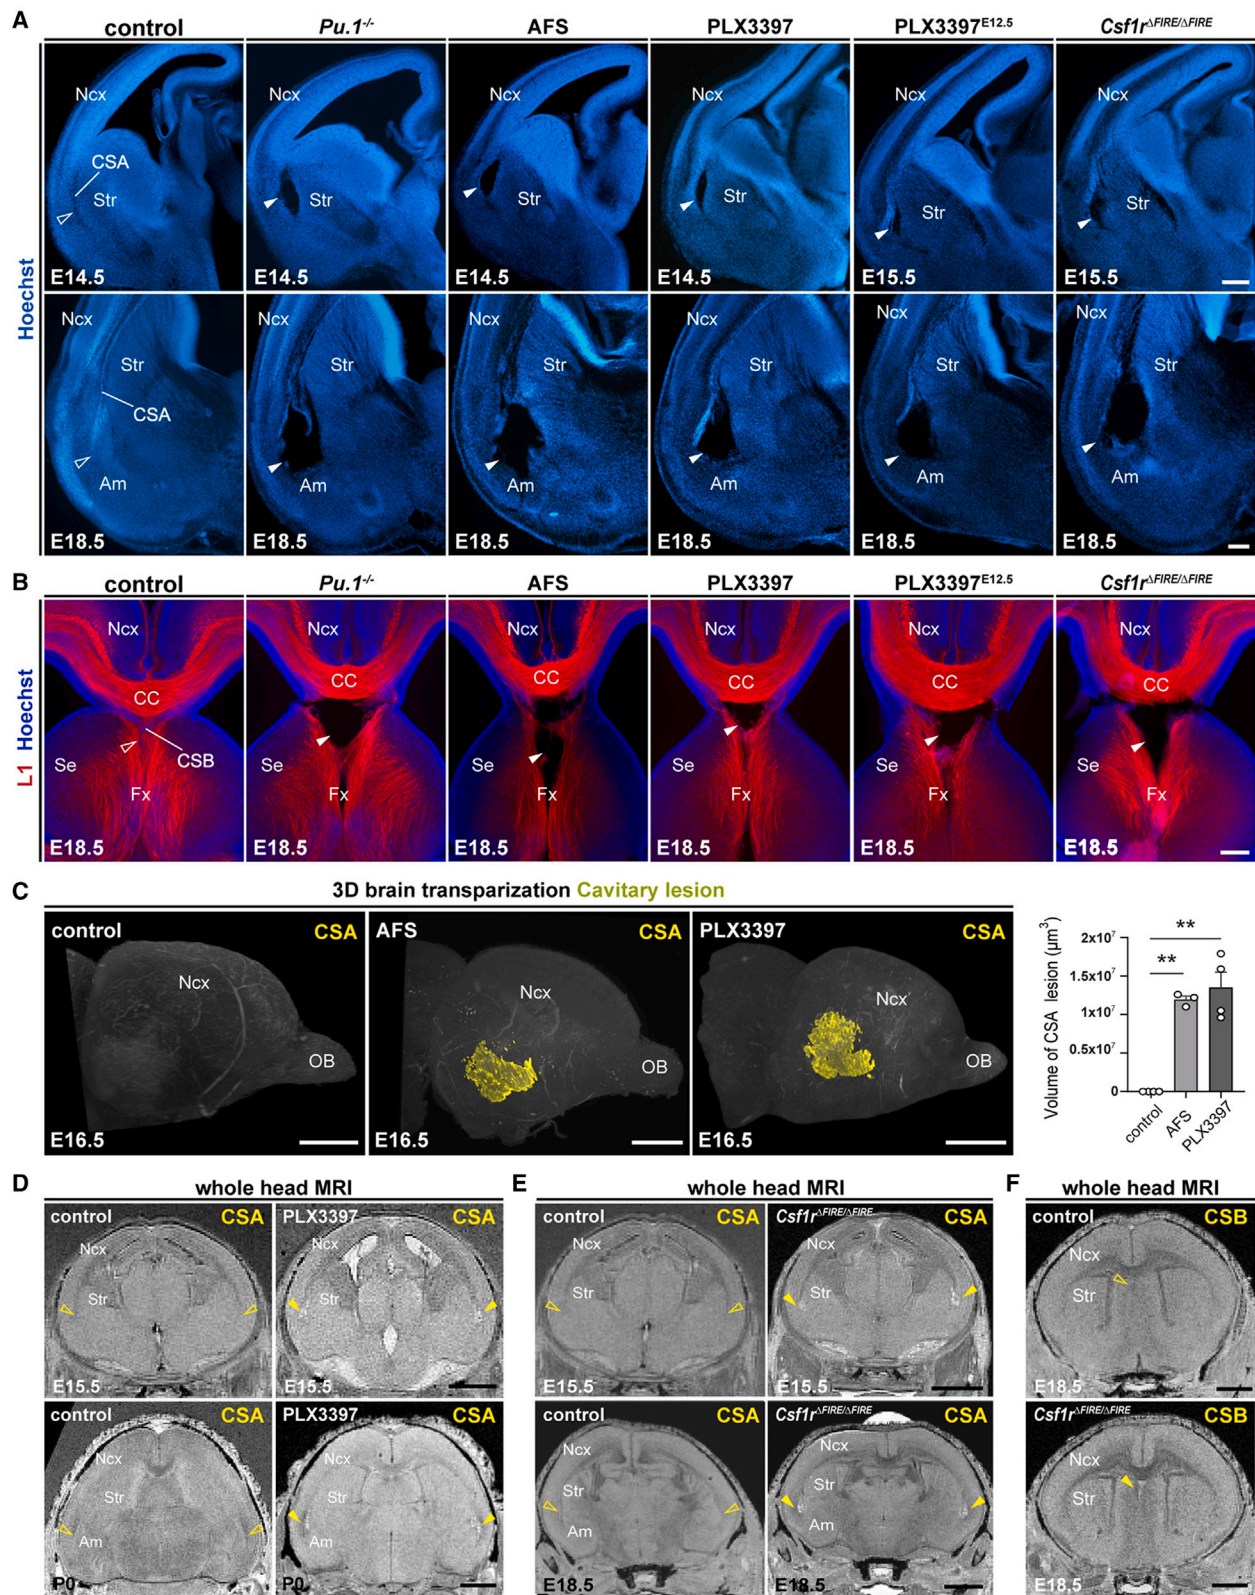 A
control Pu.1-/- AFS PLX3397 PLX3397E12.5 Csf1rΔFIRE/ΔFIRE
Hoechst
Ncx Ncx Ncx Ncx Ncx Ncx
CSA
Str Str Str Str Str Str
E14.5 E14.5 E14.5 E14.5 E15.5 E15.5
Ncx Ncx Ncx Ncx Ncx Ncx
Str Str Str Str Str Str
CSA
Am Am Am Am Am Am
E18.5 E18.5 E18.5 E18.5 E18.5 E18.5
B
control Pu.1-/- AFS PLX3397 PLX3397E12.5 Csf1rΔFIRE/ΔFIRE
L1 Hoechst
Ncx Ncx Ncx Ncx Ncx Ncx
CC CC CC CC CC CC
CSB
Se Se Se Se Se Se
Fx Fx Fx Fx Fx Fx
E18.5 E18.5 E18.5 E18.5 E18.5 E18.5
C
3D brain transparization Cavitary lesion
control CSA AFS CSA PLX3397 CSA
Ncx Ncx Ncx
OB OB OB
E16.5 E16.5 E16.5
Volume of CSA lesion (µm3)
**
**
2x107
1.5x107
1x107
0.5x107
0
control AFS PLX3397
D
whole head MRI
control CSA PLX3397 CSA
Ncx Ncx
Str Str
E15.5 E15.5
control CSA PLX3397 CSA
Ncx Ncx
Str Str
Am Am
P0 P0
E
whole head MRI
control CSA Csf1rΔFIRE/ΔFIRE CSA
Ncx Ncx
Str Str
E15.5 E15.5
control CSA Csf1rΔFIRE/ΔFIRE CSA
Ncx Ncx
Str Str
Am Am
E18.5 E18.5
F
whole head MRI
control CSB
Ncx
Str
E18.5
Csf1rΔFIRE/ΔFIRE CSB
Ncx
Str
E18.5